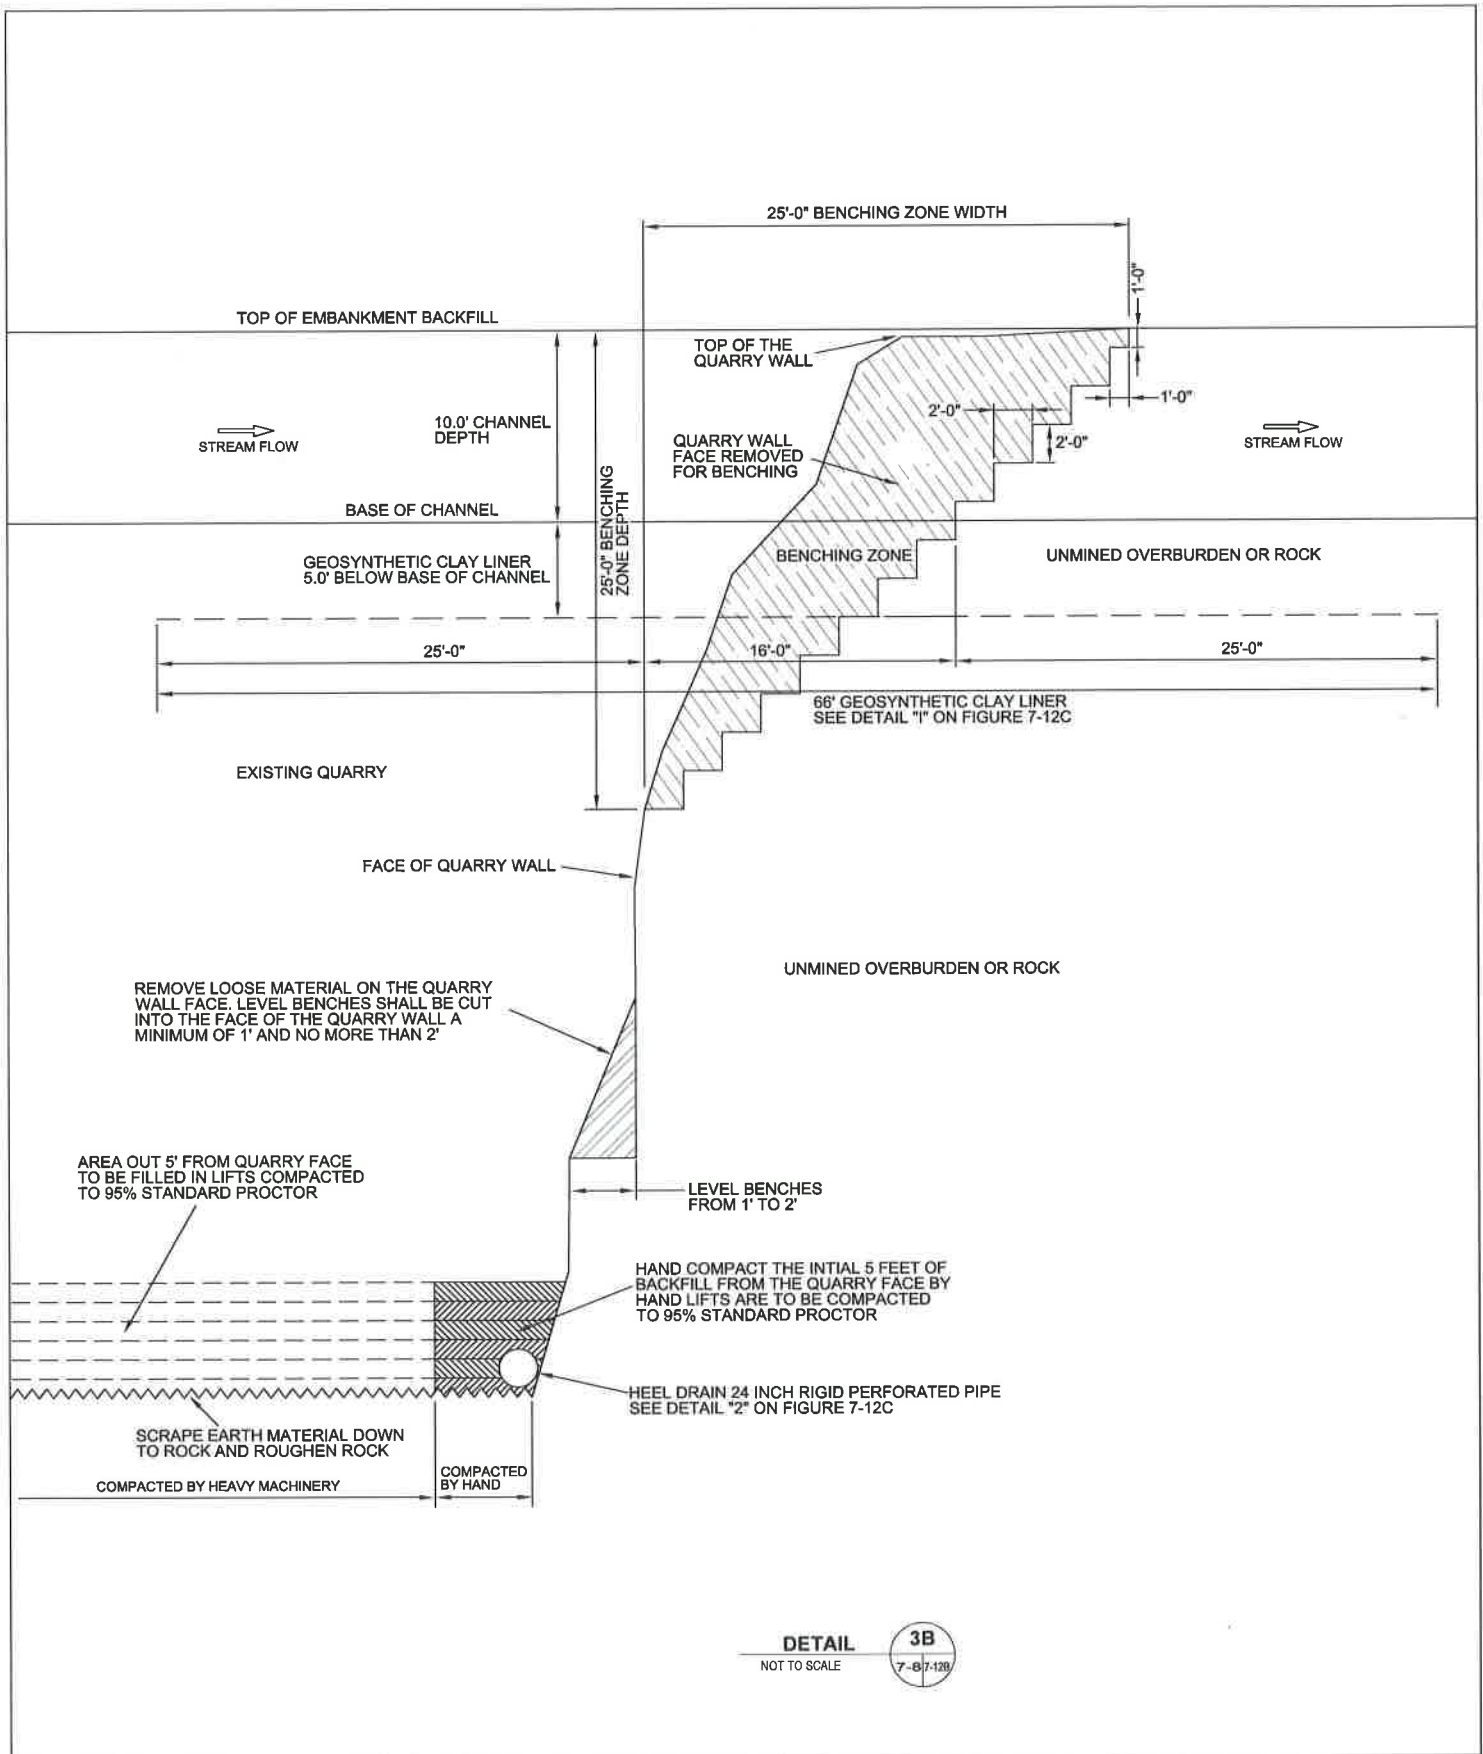 25'-0" BENCHING ZONE WIDTH
1'-0"
TOP OF EMBANKMENT BACKFILL
TOP OF THE
QUARRY WALL
1'-0"
2'-0"
10.0' CHANNEL
DEPTH
STREAM FLOW
QUARRY WALL
FACE REMOVED
FOR BENCHING
2'-0"
STREAM FLOW
25'-0" BENCHING
ZONE DEPTH
BASE OF CHANNEL
GEOSYNTHETIC CLAY LINER
5.0' BELOW BASE OF CHANNEL
BENCHING ZONE
UNMINED OVERBURDEN OR ROCK
25'-0"
16'-0"
25'-0"
66' GEOSYNTHETIC CLAY LINER
SEE DETAIL "I" ON FIGURE 7-12C
EXISTING QUARRY
FACE OF QUARRY WALL
UNMINED OVERBURDEN OR ROCK
REMOVE LOOSE MATERIAL ON THE QUARRY
WALL FACE. LEVEL BENCHES SHALL BE CUT
INTO THE FACE OF THE QUARRY WALL A
MINIMUM OF 1' AND NO MORE THAN 2'
AREA OUT 5' FROM QUARRY FACE
TO BE FILLED IN LIFTS COMPACTED
TO 95% STANDARD PROCTOR
LEVEL BENCHES
FROM 1' TO 2'
HAND COMPACT THE INTIAL 5 FEET OF
BACKFILL FROM THE QUARRY FACE BY
HAND LIFTS ARE TO BE COMPACTED
TO 95% STANDARD PROCTOR
HEEL DRAIN 24 INCH RIGID PERFORATED PIPE
SEE DETAIL "2" ON FIGURE 7-12C
SCRAPE EARTH MATERIAL DOWN
TO ROCK AND ROUGHEN ROCK
COMPACTED BY HEAVY MACHINERY
COMPACTED
BY HAND
DETAIL
NOT TO SCALE
3B
7-8 7-12B